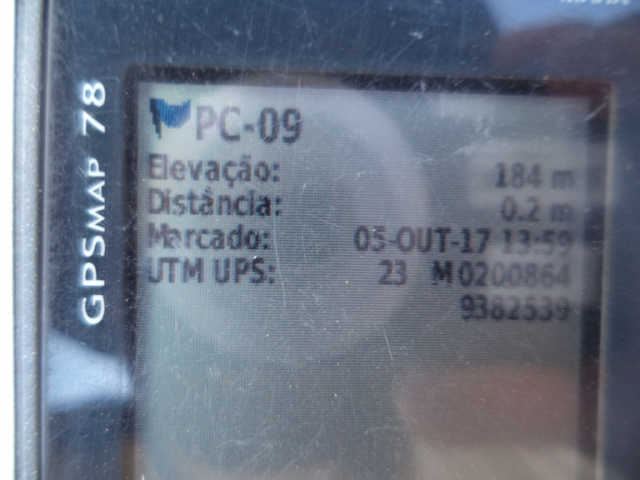 GPSMAP 78
PC-09
Elevação: 184 m
Distância: 0.2 m
Marcado: 05-OUT-17 13:59
UTM UPS: 23 M 0200864
9382539